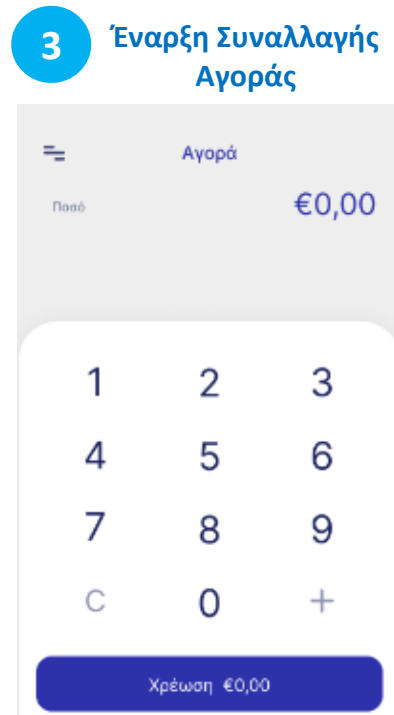 3
Έναρξη Συναλλαγής
Αγοράς
Αγορά
Ποσό €0,00
1 2 3
4 5 6
7 8 9
C 0 +
Χρέωση €0,00